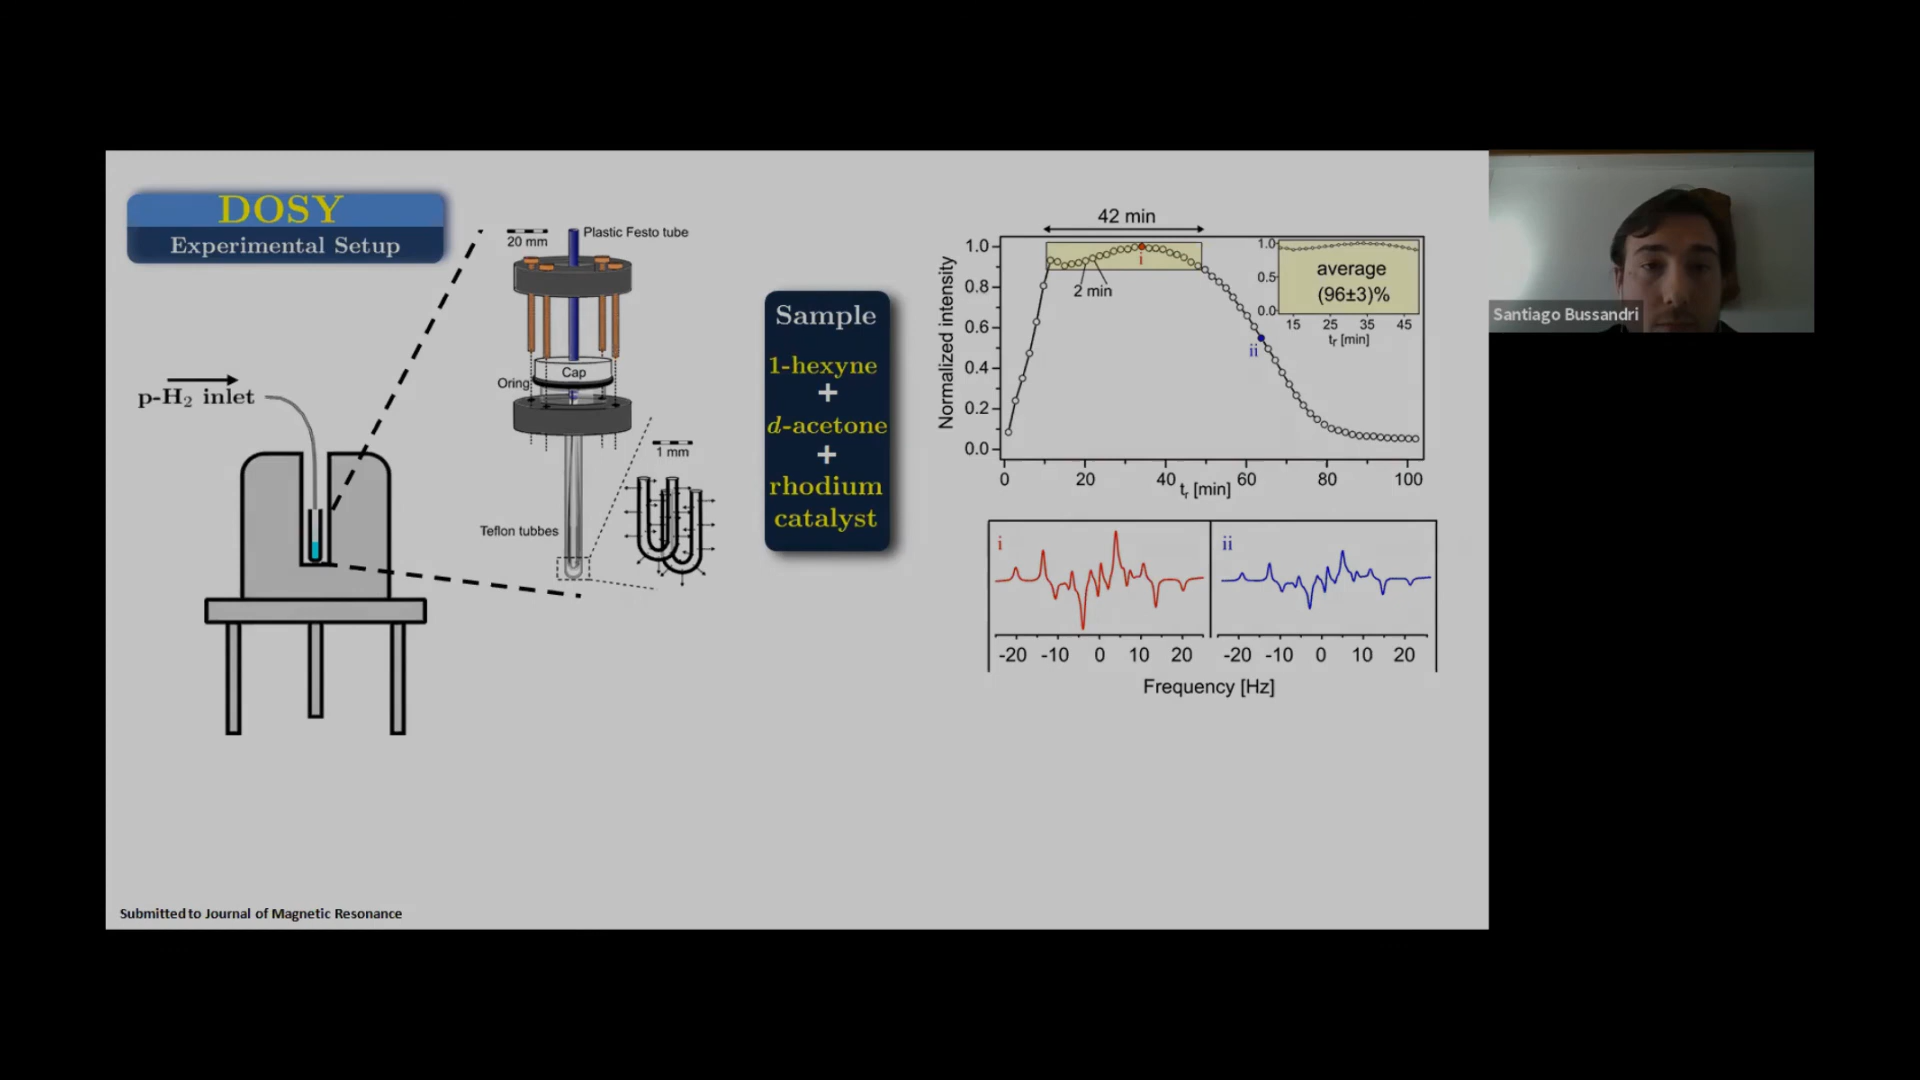 DOSY
Experimental Setup
p-H₂ inlet
20 mm
Plastic Festo tube
Cap
Oring
1 mm
Teflon tubbes
Sample
1-hexyne
+
d-acetone
+
rhodium
catalyst
42 min
Normalized intensity
1.0
0.8
0.6
0.4
0.2
0.0
i
2 min
ii
0 20 40 60 80 100
tᵣ [min]
1.0
0.5
0.0
average
(96±3)%
15 25 35 45
tᵣ [min]
i
ii
-20 -10 0 10 20
-20 -10 0 10 20
Frequency [Hz]
Submitted to Journal of Magnetic Resonance
Santiago Bussandri